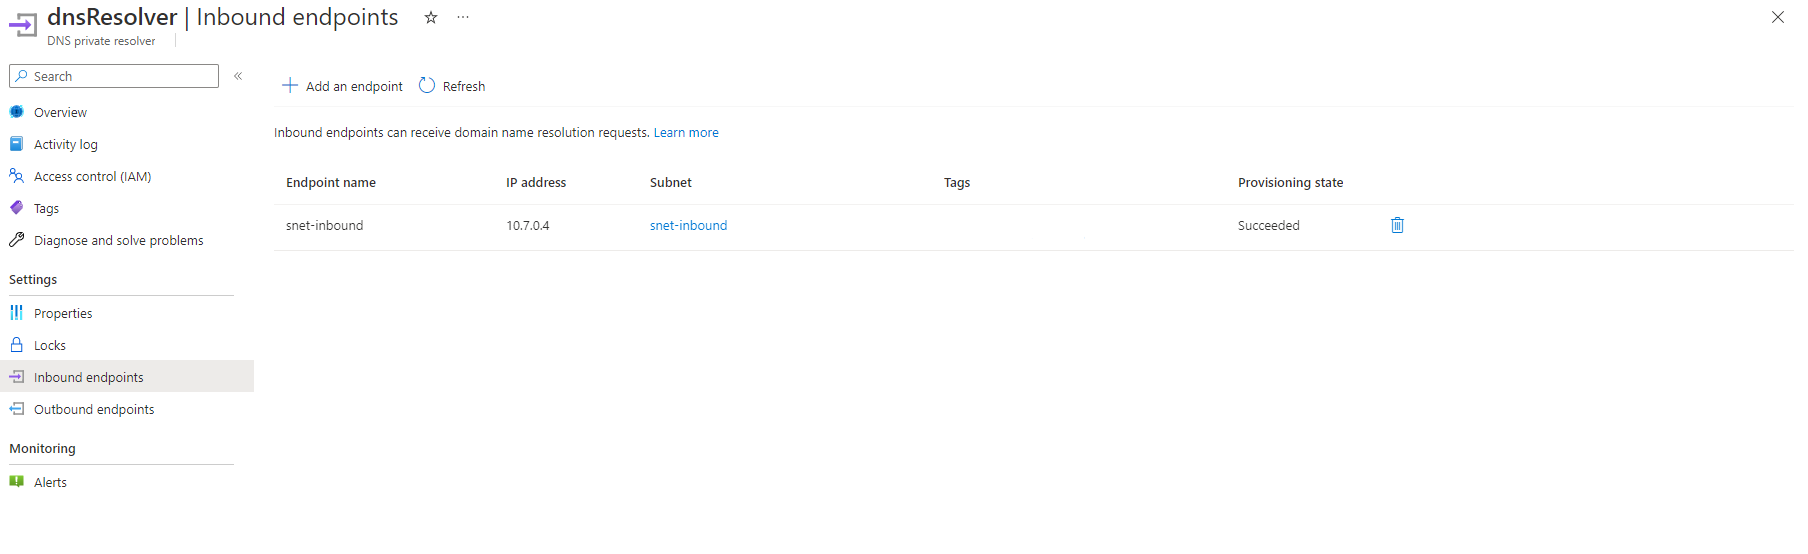 dnsResolver | Inbound endpoints
DNS private resolver
Search
Overview
Activity log
Access control (IAM)
Tags
Diagnose and solve problems
Settings
Properties
Locks
Inbound endpoints
Outbound endpoints
Monitoring
Alerts
Add an endpoint Refresh
Inbound endpoints can receive domain name resolution requests. Learn more
Endpoint name IP address Subnet Tags Provisioning state
snet-inbound 10.7.0.4 snet-inbound Succeeded